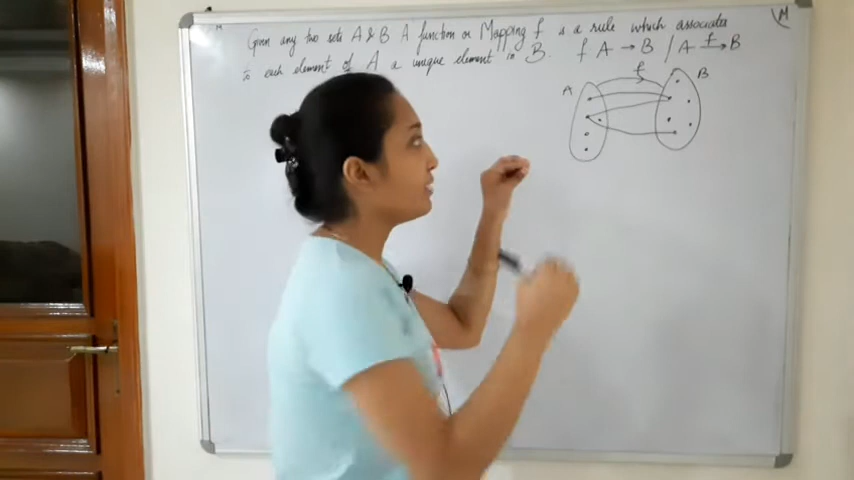 Given any two sets A & B A function or Mapping f is a rule which associates
to each element of A a unique element in B. f A → B / A f→ B
A f B